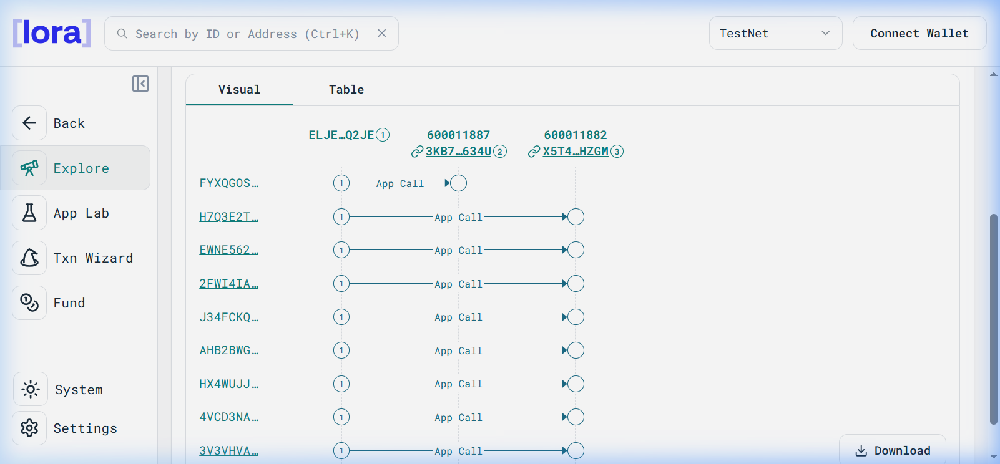 [lora]
Search by ID or Address (Ctrl+K)
TestNet
Connect Wallet
Back
Explore
App Lab
Txn Wizard
Fund
System
Settings
Visual
Table
ELJE…Q2JE 1
600011887
3KB7…634U 2
600011882
X5T4…HZGM 3
FYXQGOS… 1 App Call
H7Q3E2T… 1 App Call
EWNE562… 1 App Call
2FWI4IA… 1 App Call
J34FCKQ… 1 App Call
AHB2BWG… 1 App Call
HX4WUJJ… 1 App Call
4VCD3NA… 1 App Call
3V3VHVA… 1 App Call
Download